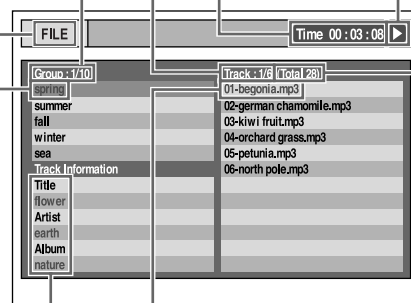 FILE
Time 00:03:08
Group:1/10
spring
summer
fall
winter
sea
Track Information
Title
flower
Artist
earth
Album
nature
Track:1/6 (Total 28)
01-begonia.mp3
02-german chamomile.mp3
03-kiwi fruit.mp3
04-orchard grass.mp3
05-petunia.mp3
06-north pole.mp3